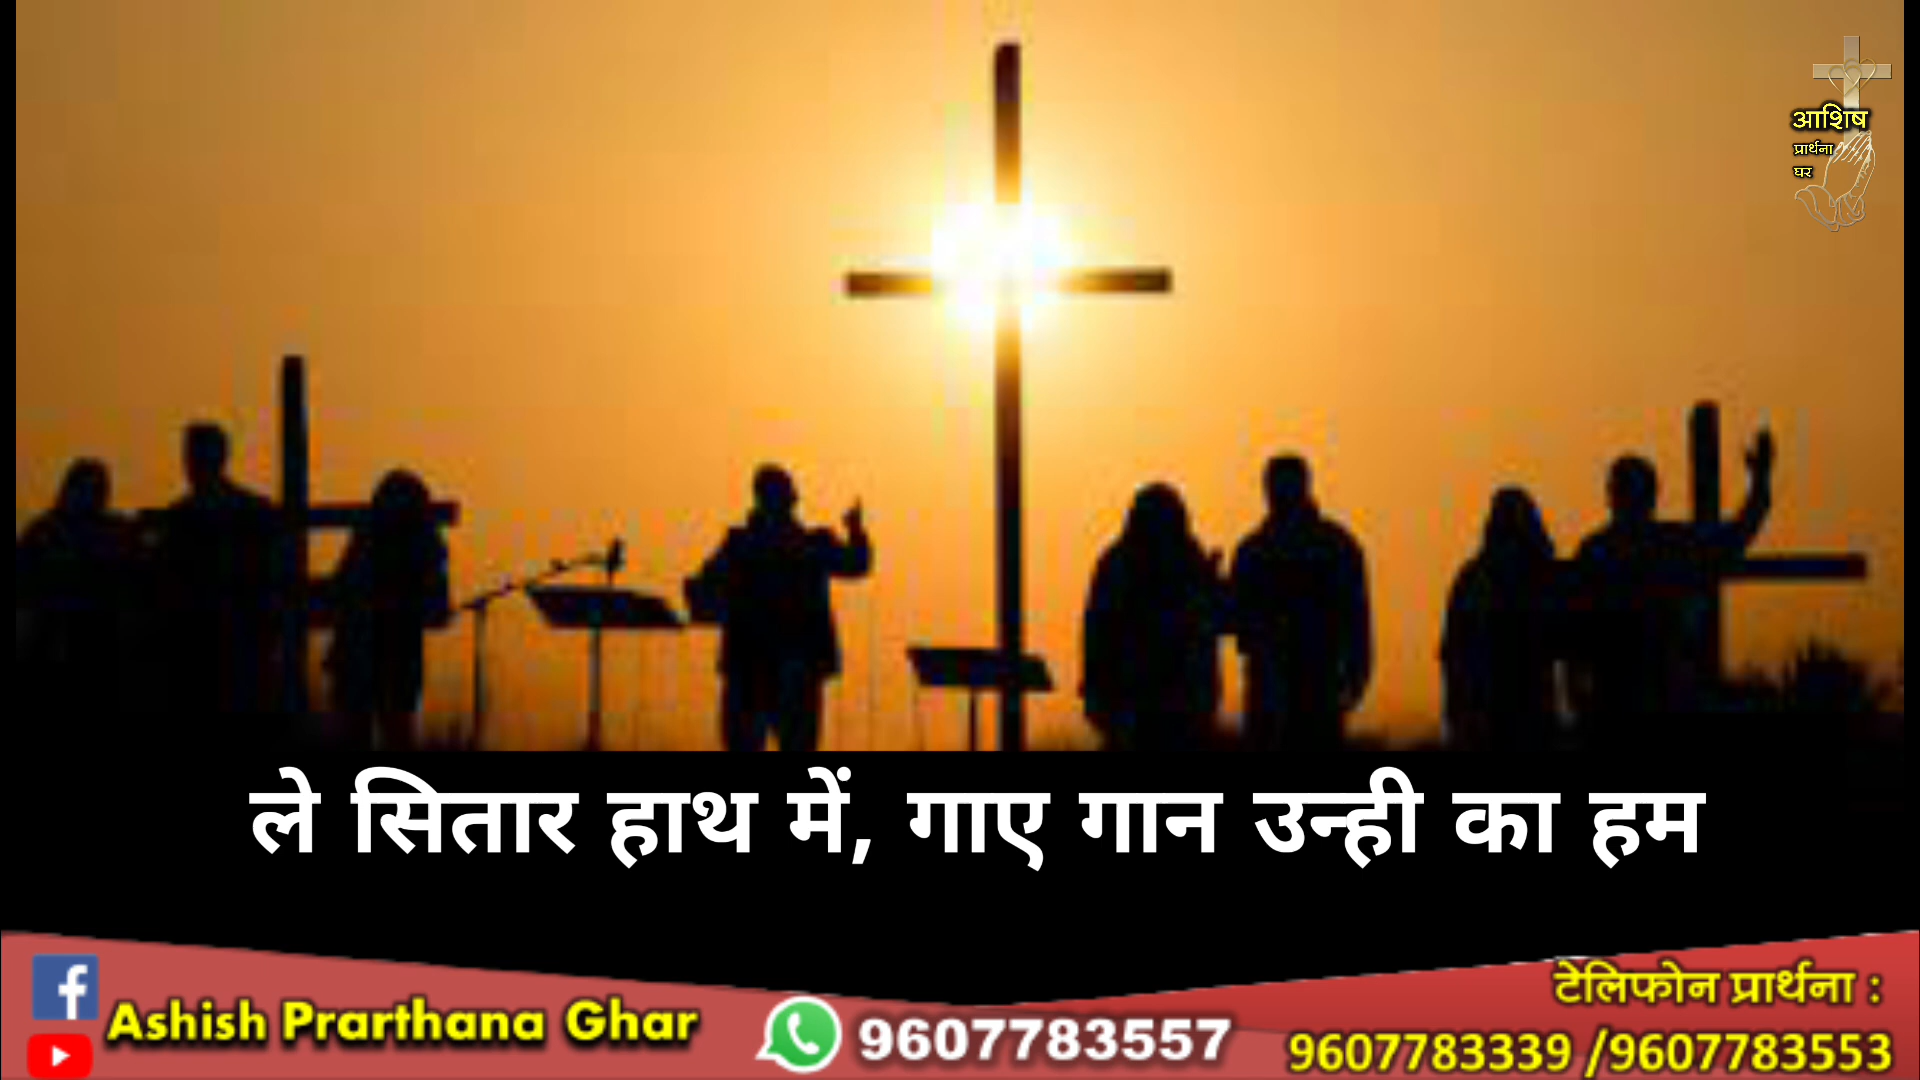 आशिष
प्रार्थना
घर
ले सितार हाथ में, गाए गान उन्ही का हम
Ashish Prarthana Ghar
9607783557
टेलिफोन प्रार्थना :
9607783339 /9607783553